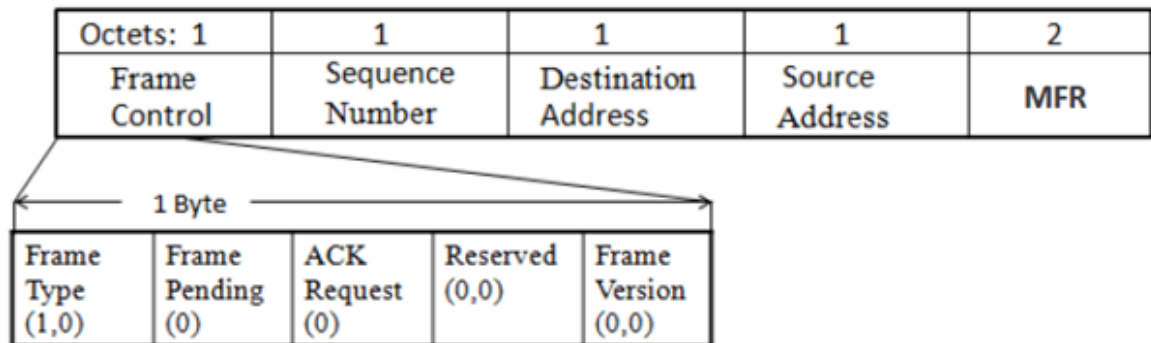 Octets: 1 1 1 1 2
Frame Control Sequence Number Destination Address Source Address MFR
1 Byte
Frame Type (1,0) Frame Pending (0) ACK Request (0) Reserved (0,0) Frame Version (0,0)